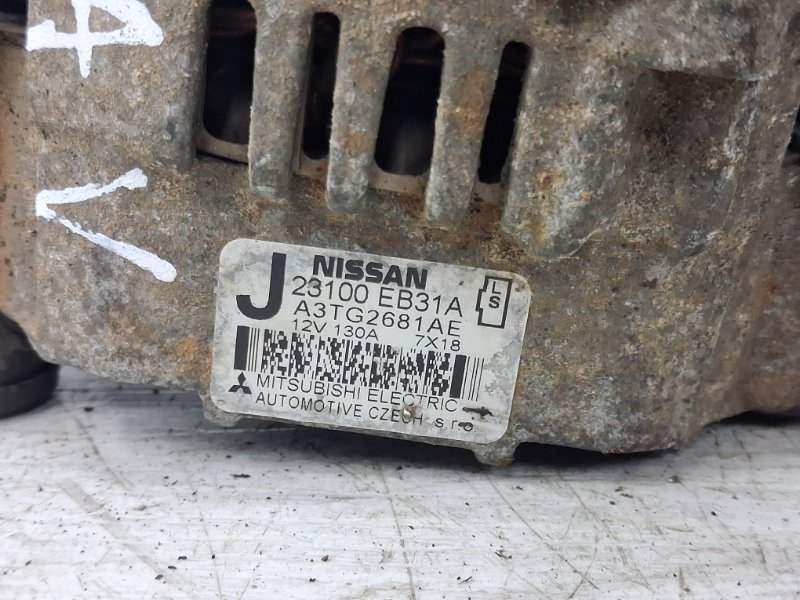 J
NISSAN
23100 EB31A
L
S
A3TG2681AE
12V 130A 7X18
MITSUBISHI ELECTRIC
AUTOMOTIVE CZECH s.r.o